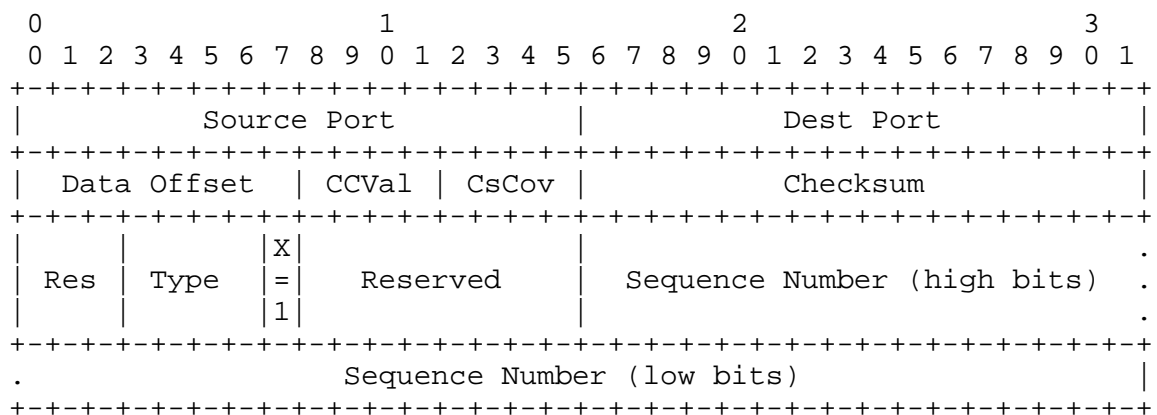 0                   1                   2                   3
 0 1 2 3 4 5 6 7 8 9 0 1 2 3 4 5 6 7 8 9 0 1 2 3 4 5 6 7 8 9 0 1
+-+-+-+-+-+-+-+-+-+-+-+-+-+-+-+-+-+-+-+-+-+-+-+-+-+-+-+-+-+-+-+-+
|          Source Port          |           Dest Port           |
+-+-+-+-+-+-+-+-+-+-+-+-+-+-+-+-+-+-+-+-+-+-+-+-+-+-+-+-+-+-+-+-+
|  Data Offset  | CCVal | CsCov |           Checksum            |
+-+-+-+-+-+-+-+-+-+-+-+-+-+-+-+-+-+-+-+-+-+-+-+-+-+-+-+-+-+-+-+-+
|     |       |X|               |                               .
| Res | Type  |=|   Reserved    |  Sequence Number (high bits)  .
|     |       |1|               |                               .
+-+-+-+-+-+-+-+-+-+-+-+-+-+-+-+-+-+-+-+-+-+-+-+-+-+-+-+-+-+-+-+-+
.                  Sequence Number (low bits)                   |
+-+-+-+-+-+-+-+-+-+-+-+-+-+-+-+-+-+-+-+-+-+-+-+-+-+-+-+-+-+-+-+-+